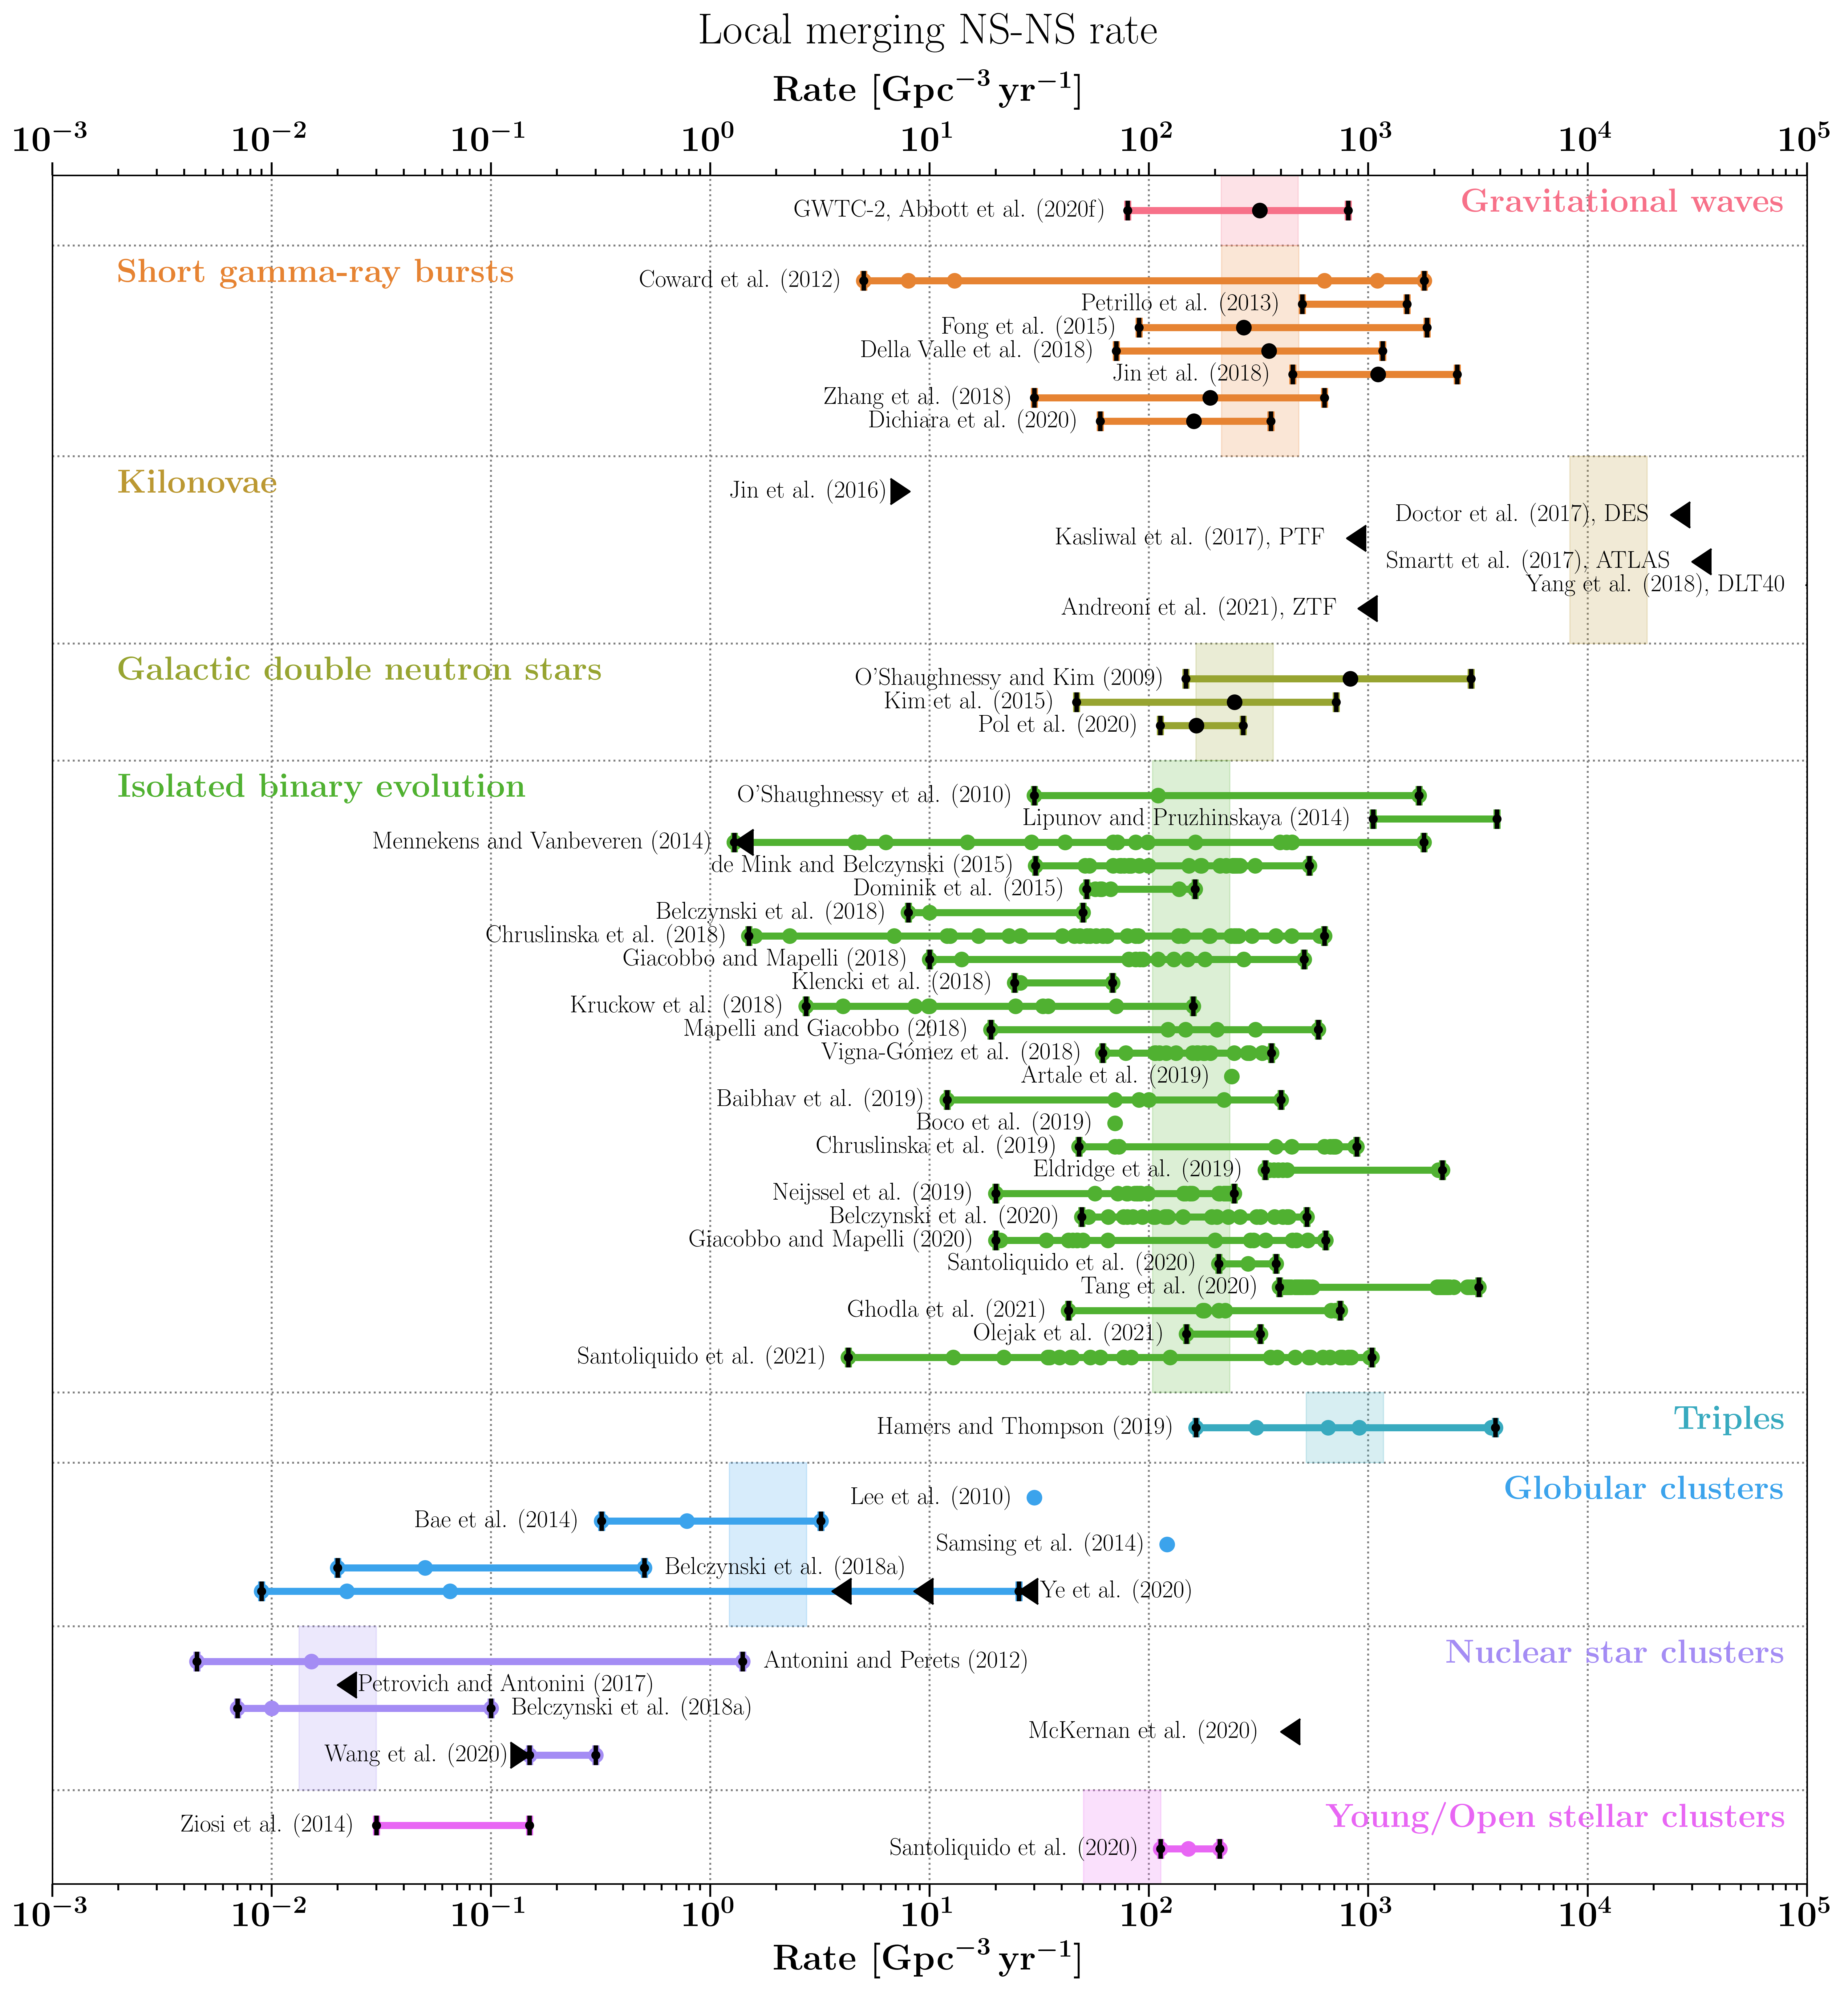 Local merging NS-NS rate
Rate [Gpc⁻³ yr⁻¹]
10⁻³ 10⁻² 10⁻¹ 10⁰ 10¹ 10² 10³ 10⁴ 10⁵
Gravitational waves
GWTC-2, Abbott et al. (2020f)
Short gamma-ray bursts
Coward et al. (2012)
Petrillo et al. (2013)
Fong et al. (2015)
Della Valle et al. (2018)
Jin et al. (2018)
Zhang et al. (2018)
Dichiara et al. (2020)
Kilonovae
Jin et al. (2016)
Doctor et al. (2017), DES
Kasliwal et al. (2017), PTF
Smartt et al. (2017), ATLAS
Yang et al. (2018), DLT40
Andreoni et al. (2021), ZTF
Galactic double neutron stars
O'Shaughnessy and Kim (2009)
Kim et al. (2015)
Pol et al. (2020)
Isolated binary evolution
O'Shaughnessy et al. (2010)
Lipunov and Pruzhinskaya (2014)
Mennekens and Vanbeveren (2014)
de Mink and Belczynski (2015)
Dominik et al. (2015)
Belczynski et al. (2018)
Chruslinska et al. (2018)
Giacobbo and Mapelli (2018)
Klencki et al. (2018)
Kruckow et al. (2018)
Mapelli and Giacobbo (2018)
Vigna-Gómez et al. (2018)
Artale et al. (2019)
Baibhav et al. (2019)
Boco et al. (2019)
Chruslinska et al. (2019)
Eldridge et al. (2019)
Neijssel et al. (2019)
Belczynski et al. (2020)
Giacobbo and Mapelli (2020)
Santoliquido et al. (2020)
Tang et al. (2020)
Ghodla et al. (2021)
Olejak et al. (2021)
Santoliquido et al. (2021)
Triples
Hamers and Thompson (2019)
Globular clusters
Lee et al. (2010)
Bae et al. (2014)
Samsing et al. (2014)
Belczynski et al. (2018a)
Ye et al. (2020)
Nuclear star clusters
Antonini and Perets (2012)
Petrovich and Antonini (2017)
Belczynski et al. (2018a)
McKernan et al. (2020)
Wang et al. (2020)
Young/Open stellar clusters
Ziosi et al. (2014)
Santoliquido et al. (2020)
10⁻³ 10⁻² 10⁻¹ 10⁰ 10¹ 10² 10³ 10⁴ 10⁵
Rate [Gpc⁻³ yr⁻¹]